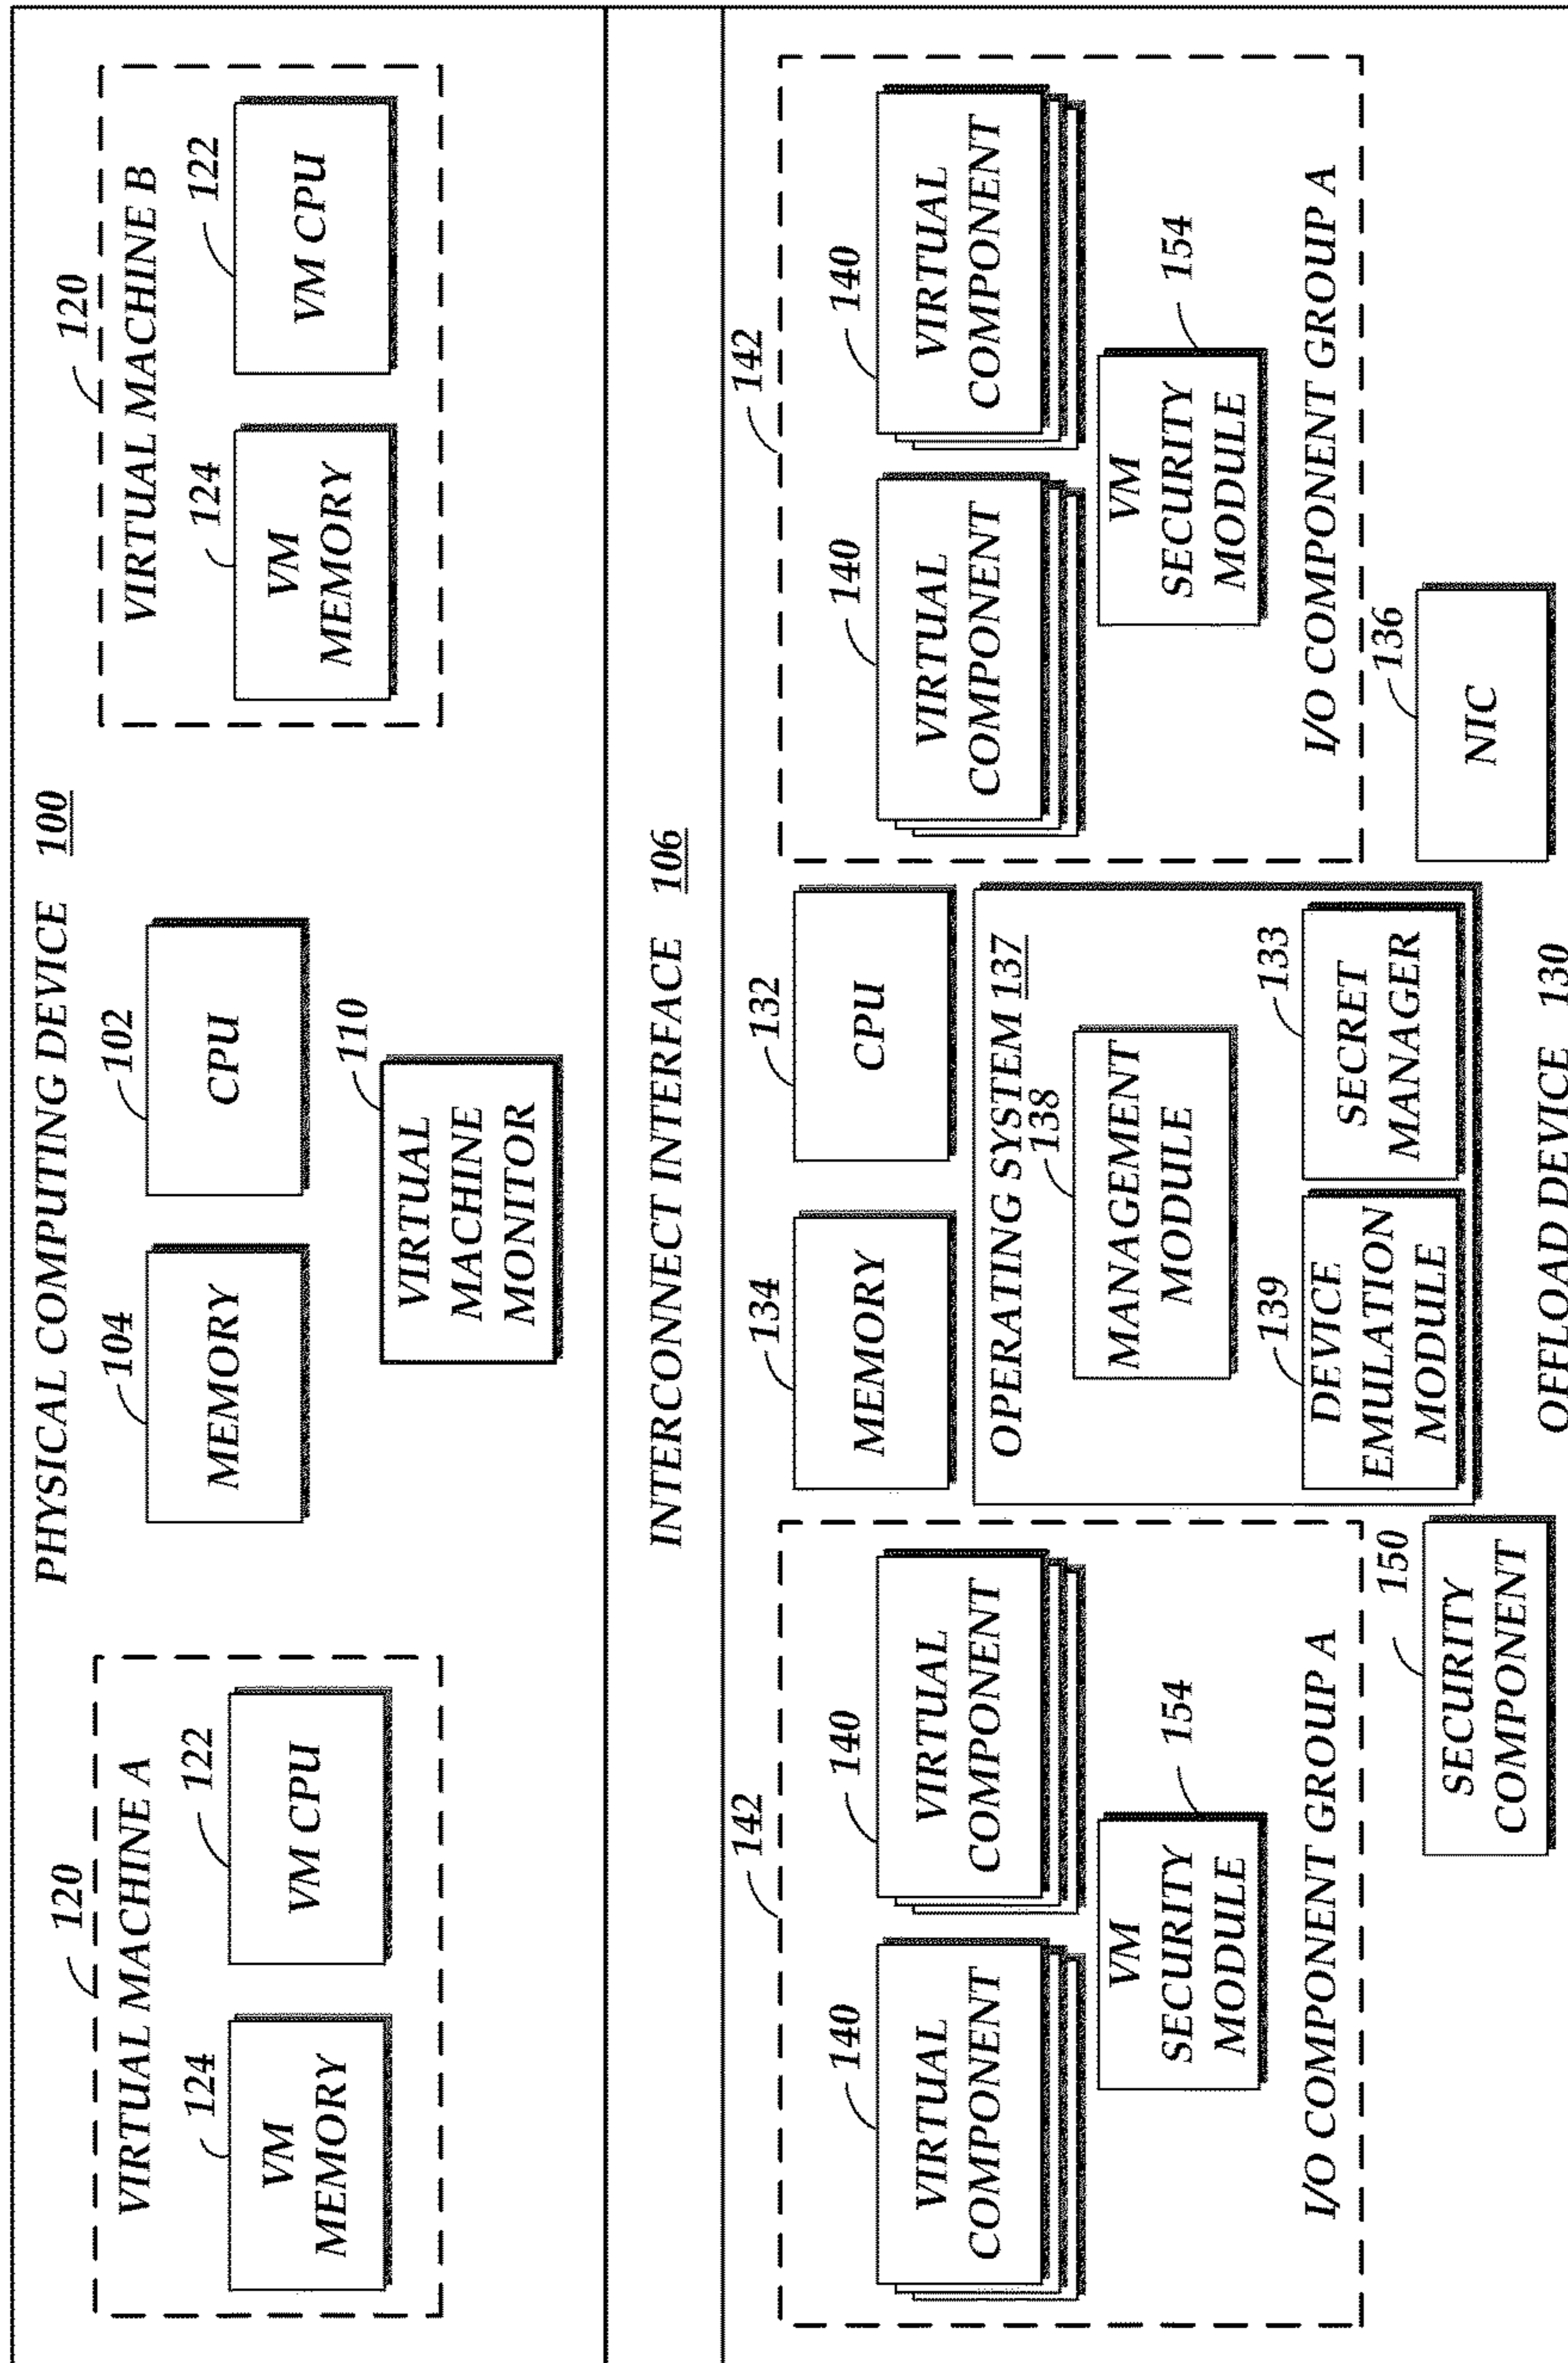 PHYSICAL COMPUTING DEVICE 100
120
VIRTUAL MACHINE A
124
VM
MEMORY
122
VM CPU
104
MEMORY
102
CPU
110
VIRTUAL
MACHINE
MONITOR
120
VIRTUAL MACHINE B
124
VM
MEMORY
122
VM CPU
INTERCONNECT INTERFACE 106
142
140
VIRTUAL
COMPONENT
140
VIRTUAL
COMPONENT
VM
SECURITY
MODULE
154
I/O COMPONENT GROUP A
150
SECURITY
COMPONENT
134
MEMORY
132
CPU
OPERATING SYSTEM 137
138
MANAGEMENT
MODULE
139
DEVICE
EMULATION
MODULE
133
SECRET
MANAGER
142
140
VIRTUAL
COMPONENT
140
VIRTUAL
COMPONENT
VM
SECURITY
MODULE
154
I/O COMPONENT GROUP A
136
NIC
OFFLOAD DEVICE 130